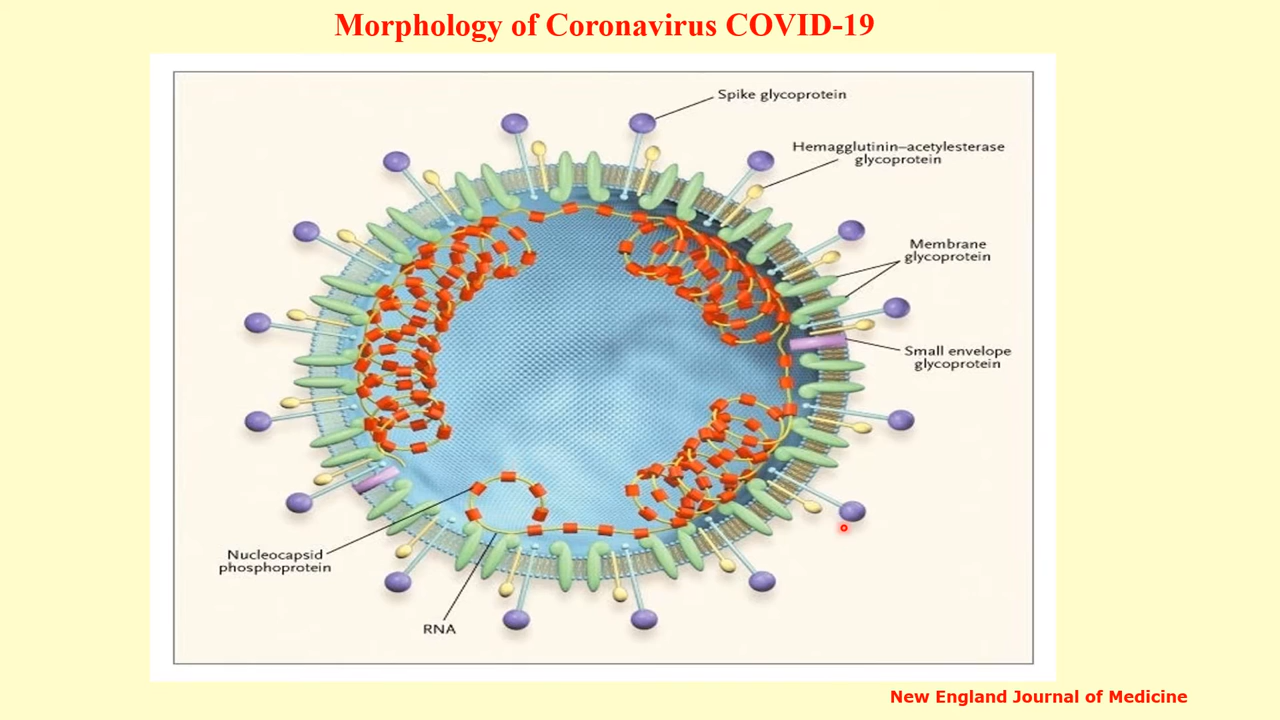 Morphology of Coronavirus COVID-19
Spike glycoprotein
Hemagglutinin–acetylesterase
glycoprotein
Membrane
glycoprotein
Small envelope
glycoprotein
Nucleocapsid
phosphoprotein
RNA
New England Journal of Medicine